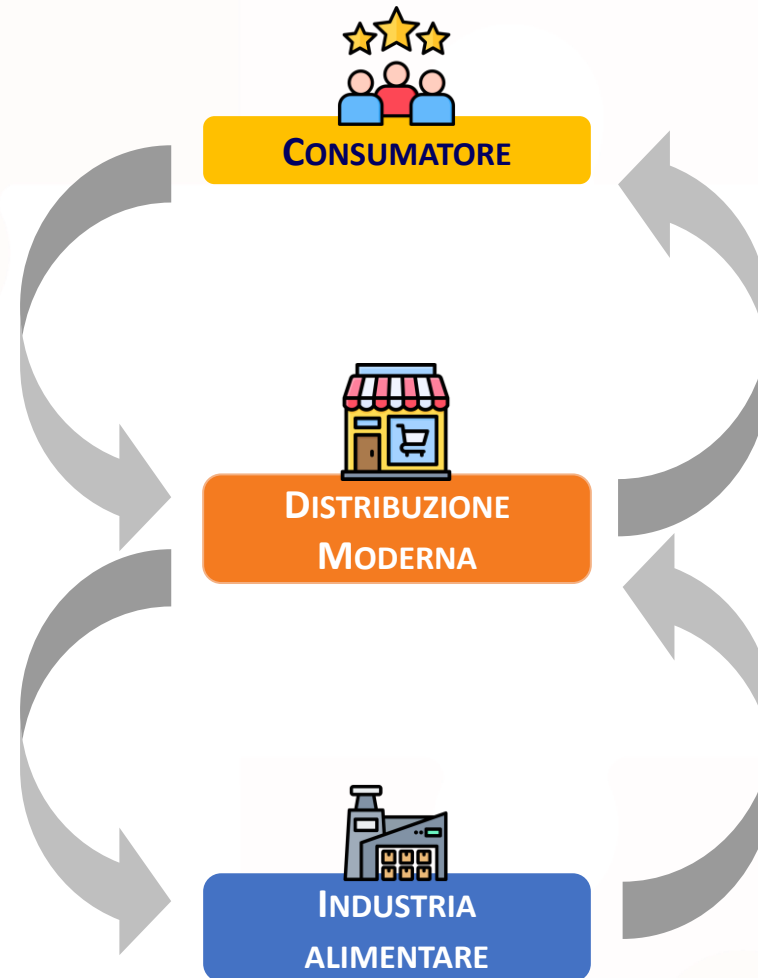 CONSUMATORE
DISTRIBUZIONE
MODERNA
INDUSTRIA
ALIMENTARE